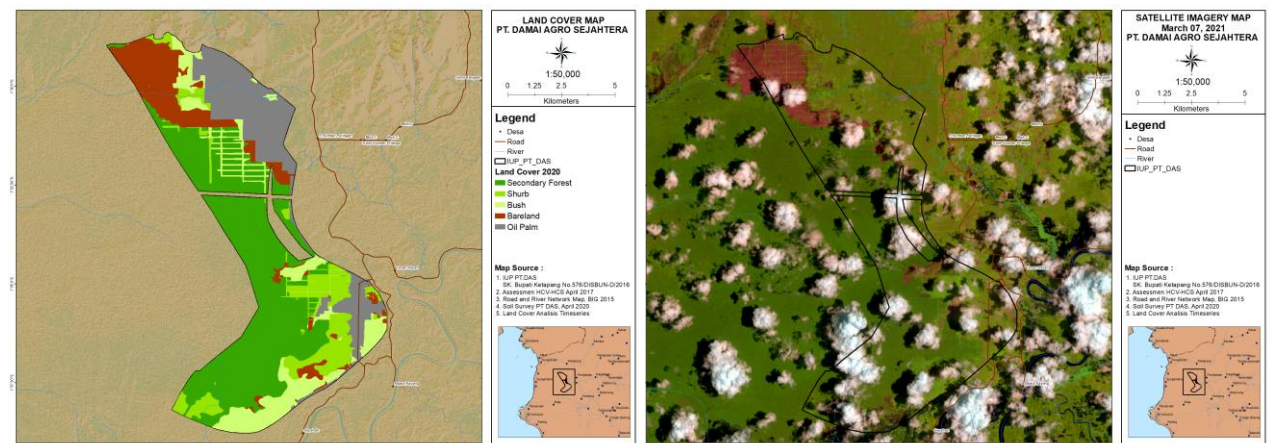 LAND COVER MAP
PT. DAMAI AGRO SEJAHTERA
1:50,000
0 1.25 2.5 5
Kilometers
Legend
Desa
Road
River
IUP_PT_DAS
Land Cover 2020
Secondary Forest
Shurb
Bush
Bareland
Oil Palm
Map Source :
1. IUP PT.DAS
SK. Bupati Ketapang No.576/DISBUN-D/2016
2. Assessmen HCV-HCS April 2017
3. Road and River Network Map, BIG 2015
4. Soil Survey PT DAS, April 2020
5. Land Cover Analisis Timeseries
SATELLITE IMAGERY MAP
March 07, 2021
PT. DAMAI AGRO SEJAHTERA
1:50,000
0 1.25 2.5 5
Kilometers
Legend
Desa
Road
River
IUP_PT_DAS
Map Source :
1. IUP PT.DAS
SK. Bupati Ketapang No.576/DISBUN-D/2016
2. Assessmen HCV-HCS April 2017
3. Road and River Network Map, BIG 2015
4. Soil Survey PT DAS, April 2020
5. Land Cover Analisis Timeseries